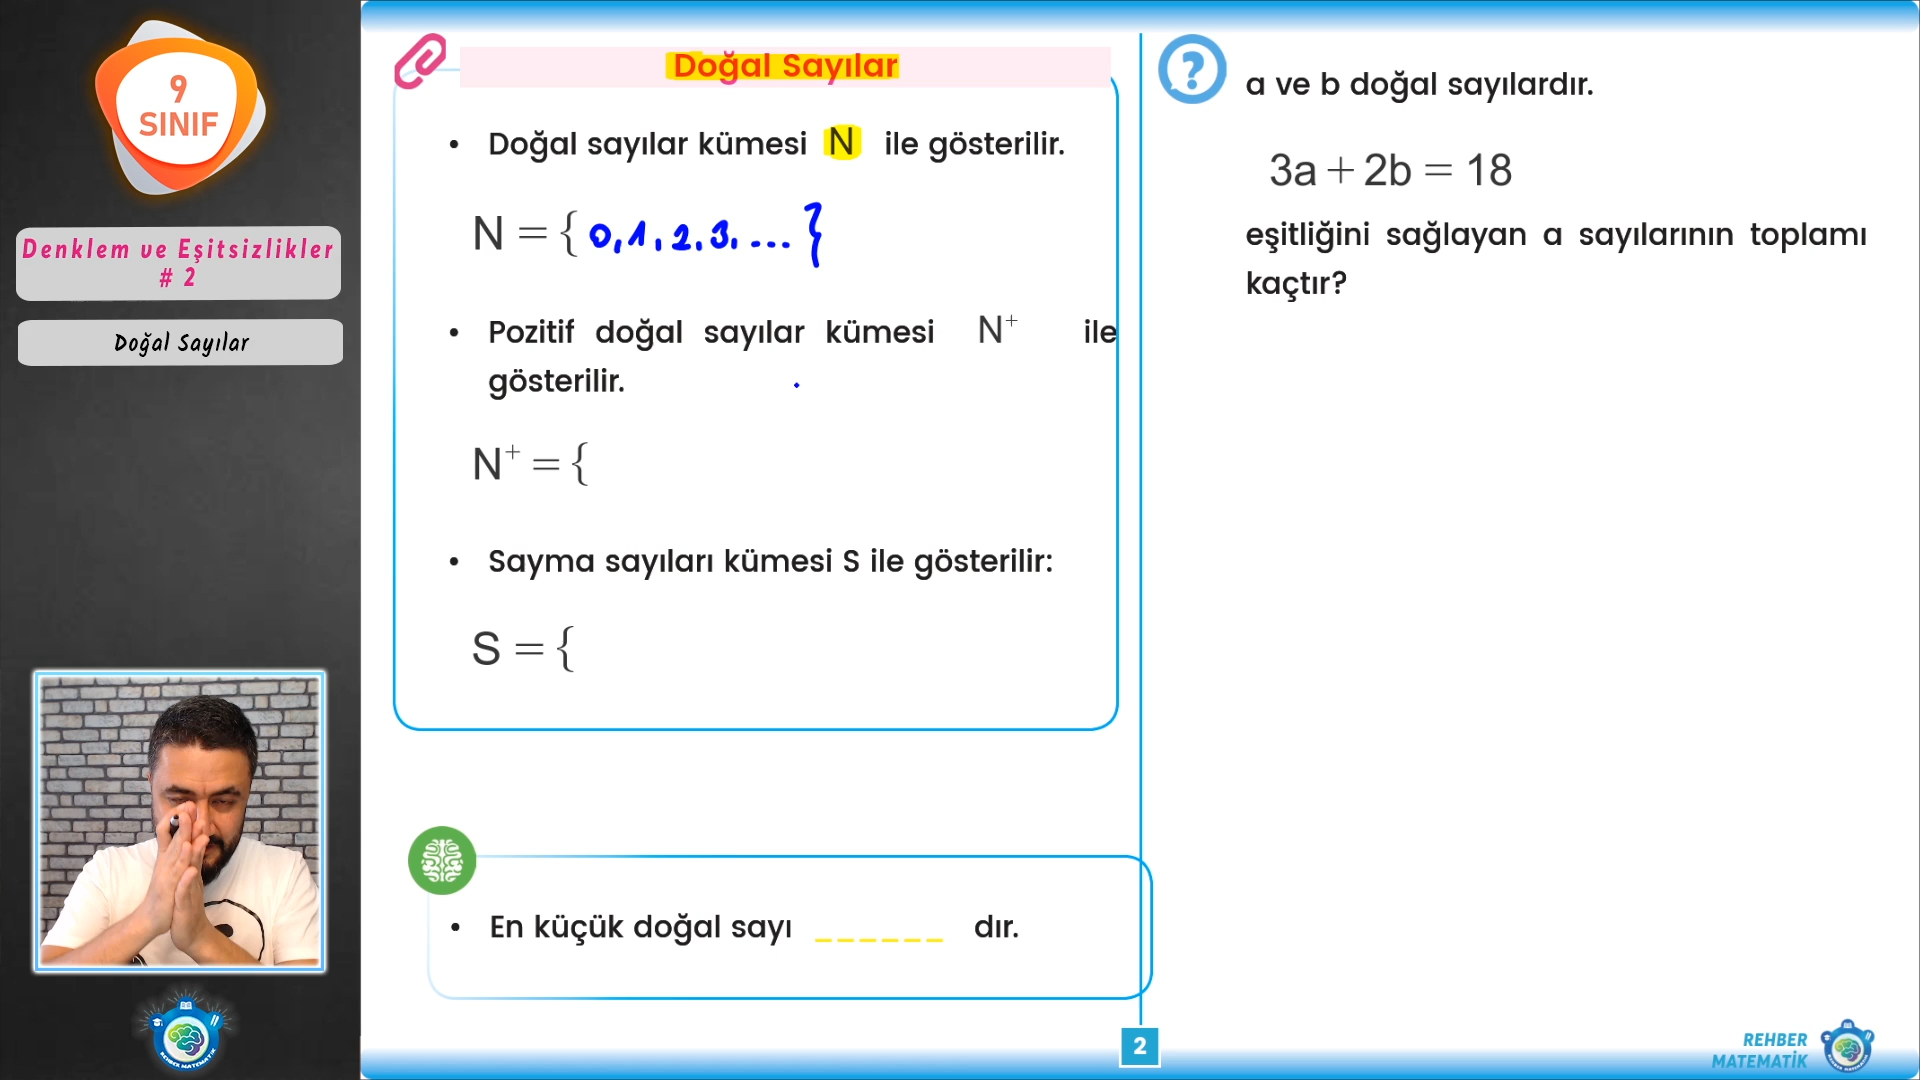 9
SINIF
Denklem ve Eşitsizlikler
# 2
Doğal Sayılar
Doğal Sayılar
• Doğal sayılar kümesi N ile gösterilir.
N = { 0, 1, 2, 3, ... }
• Pozitif doğal sayılar kümesi N⁺ ile
gösterilir.
N⁺ = {
• Sayma sayıları kümesi S ile gösterilir:
S = {
• En küçük doğal sayı ______ dır.
a ve b doğal sayılardır.
3a + 2b = 18
eşitliğini sağlayan a sayılarının toplamı
kaçtır?
2
REHBER
MATEMATİK
REHBER MATEMATİK